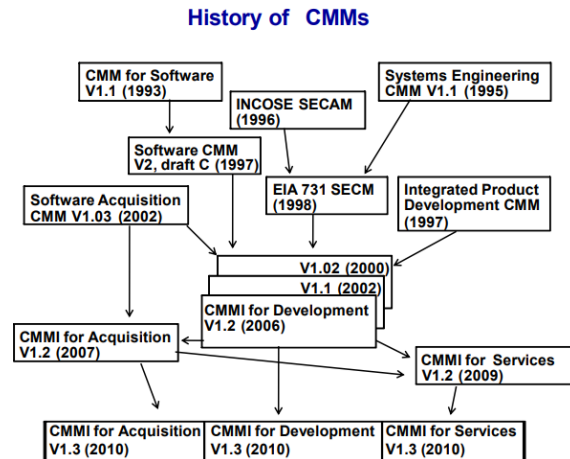 History of CMMs
CMM for Software
V1.1 (1993)
Systems Engineering
CMM V1.1 (1995)
INCOSE SECAM
(1996)
Software CMM
V2, draft C (1997)
EIA 731 SECM
(1998)
Integrated Product
Development CMM
(1997)
Software Acquisition
CMM V1.03 (2002)
V1.02 (2000)
V1.1 (2002)
CMMI for Development
V1.2 (2006)
CMMI for Acquisition
V1.2 (2007)
CMMI for Services
V1.2 (2009)
CMMI for Acquisition
V1.3 (2010)
CMMI for Development
V1.3 (2010)
CMMI for Services
V1.3 (2010)